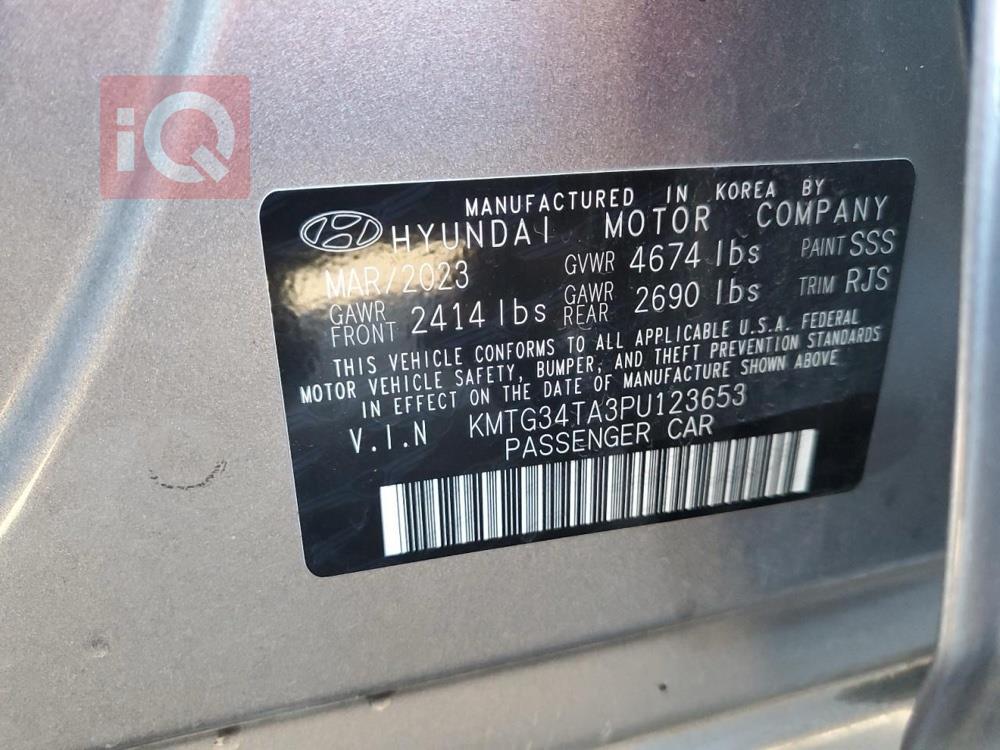 iQ
MANUFACTURED IN KOREA BY
HYUNDAI MOTOR COMPANY
MAR/2023 GVWR 4674 lbs PAINT SSS
GAWR FRONT 2414 lbs GAWR REAR 2690 lbs TRIM RJS
THIS VEHICLE CONFORMS TO ALL APPLICABLE U.S.A. FEDERAL
MOTOR VEHICLE SAFETY, BUMPER, AND THEFT PREVENTION STANDARDS
IN EFFECT ON THE DATE OF MANUFACTURE SHOWN ABOVE
V.I.N KMTG34TA3PU123653
PASSENGER CAR